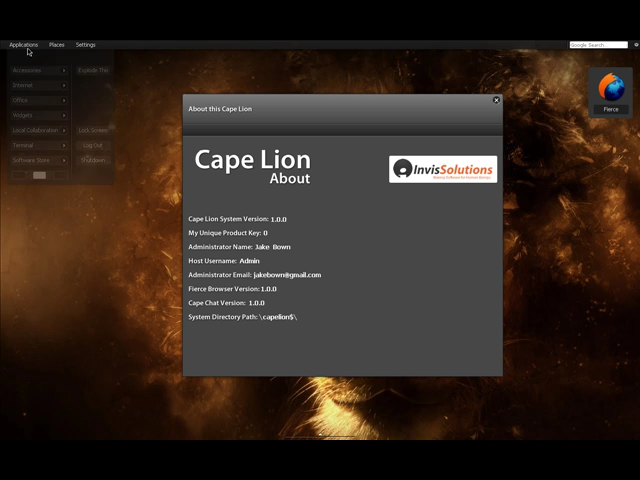 Applications Places Settings
Google Search...
Accessories
Explode The
Internet
Office
Widgets
Local Collaboration
Lock Screen
Terminal
Log Out
Software Store
Shutdown
Fierce
About this Cape Lion
Cape Lion
About
InvisSolutions
Cape Lion System Version: 1.0.0
My Unique Product Key: 0
Administrator Name: Jake Bown
Host Username: Admin
Administrator Email: jakebown@gmail.com
Fierce Browser Version: 1.0.0
Cape Chat Version: 1.0.0
System Directory Path: \capelion$\